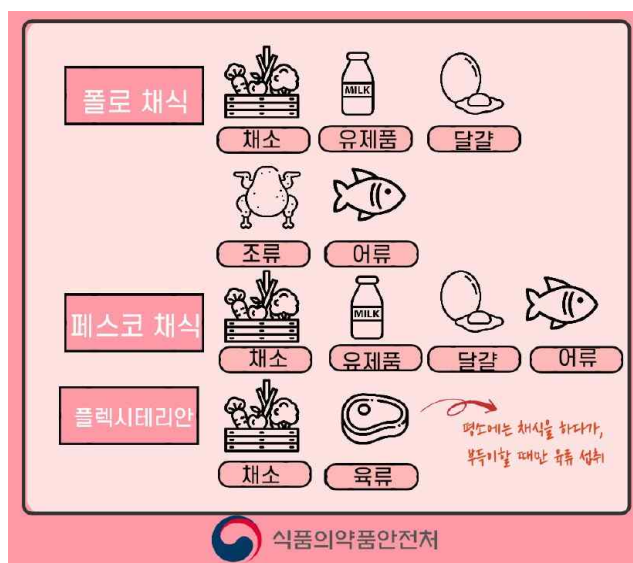 폴로 채식
MILK
채소 유제품 달걀
조류 어류
페스코 채식
MILK
채소 유제품 달걀 어류
플렉시테리안
평소에는 채식을 하다가,
부득이할 때만 육류 섭취
채소 육류
식품의약품안전처